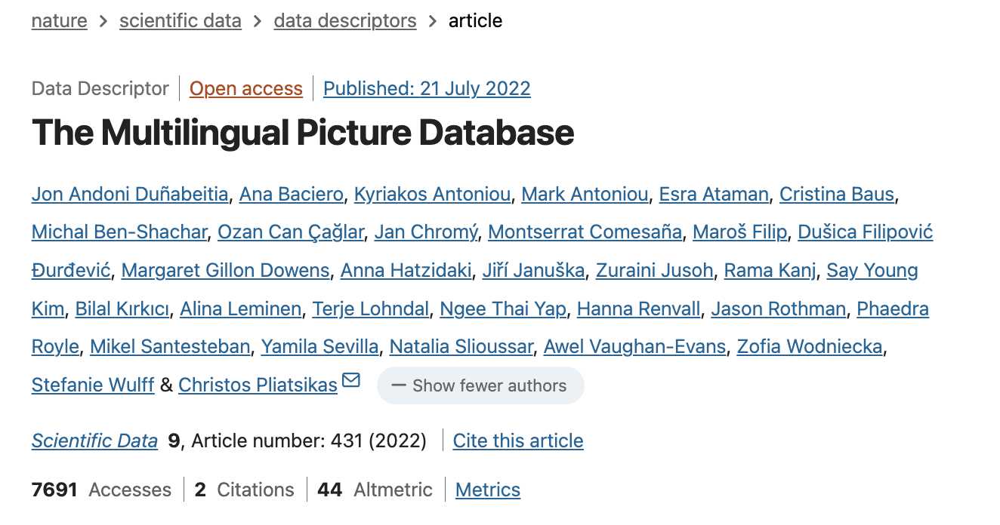 nature > scientific data > data descriptors > article
Data Descriptor | Open access | Published: 21 July 2022
The Multilingual Picture Database
Jon Andoni Duñabeitia, Ana Baciero, Kyriakos Antoniou, Mark Antoniou, Esra Ataman, Cristina Baus,
Michal Ben-Shachar, Ozan Can Çağlar, Jan Chromý, Montserrat Comesaña, Maroš Filip, Dušica Filipović
Đurđević, Margaret Gillon Dowens, Anna Hatzidaki, Jiří Januška, Zuraini Jusoh, Rama Kanj, Say Young
Kim, Bilal Kırkıcı, Alina Leminen, Terje Lohndal, Ngee Thai Yap, Hanna Renvall, Jason Rothman, Phaedra
Royle, Mikel Santesteban, Yamila Sevilla, Natalia Slioussar, Awel Vaughan-Evans, Zofia Wodniecka,
Stefanie Wulff & Christos Pliatsikas — Show fewer authors
Scientific Data 9, Article number: 431 (2022) | Cite this article
7691 Accesses | 2 Citations | 44 Altmetric | Metrics